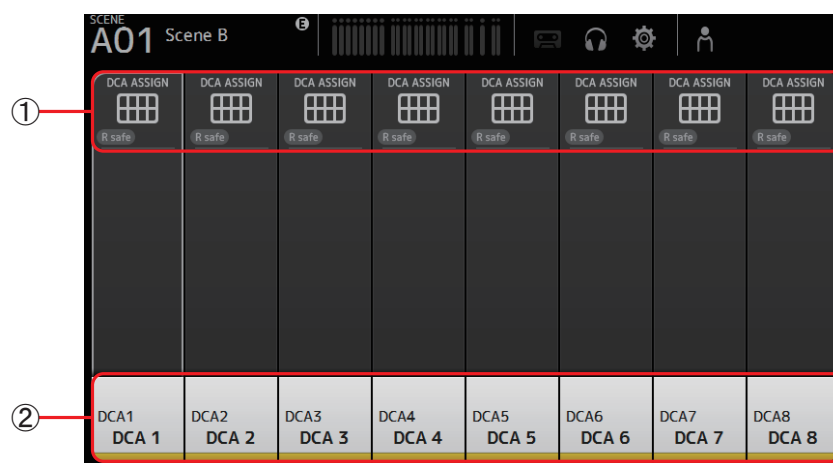 SCENE
A01 Scene B E
① DCA ASSIGN DCA ASSIGN DCA ASSIGN DCA ASSIGN DCA ASSIGN DCA ASSIGN DCA ASSIGN DCA ASSIGN
R safe R safe R safe R safe R safe R safe R safe R safe
② DCA1 DCA2 DCA3 DCA4 DCA5 DCA6 DCA7 DCA8
DCA 1 DCA 2 DCA 3 DCA 4 DCA 5 DCA 6 DCA 7 DCA 8